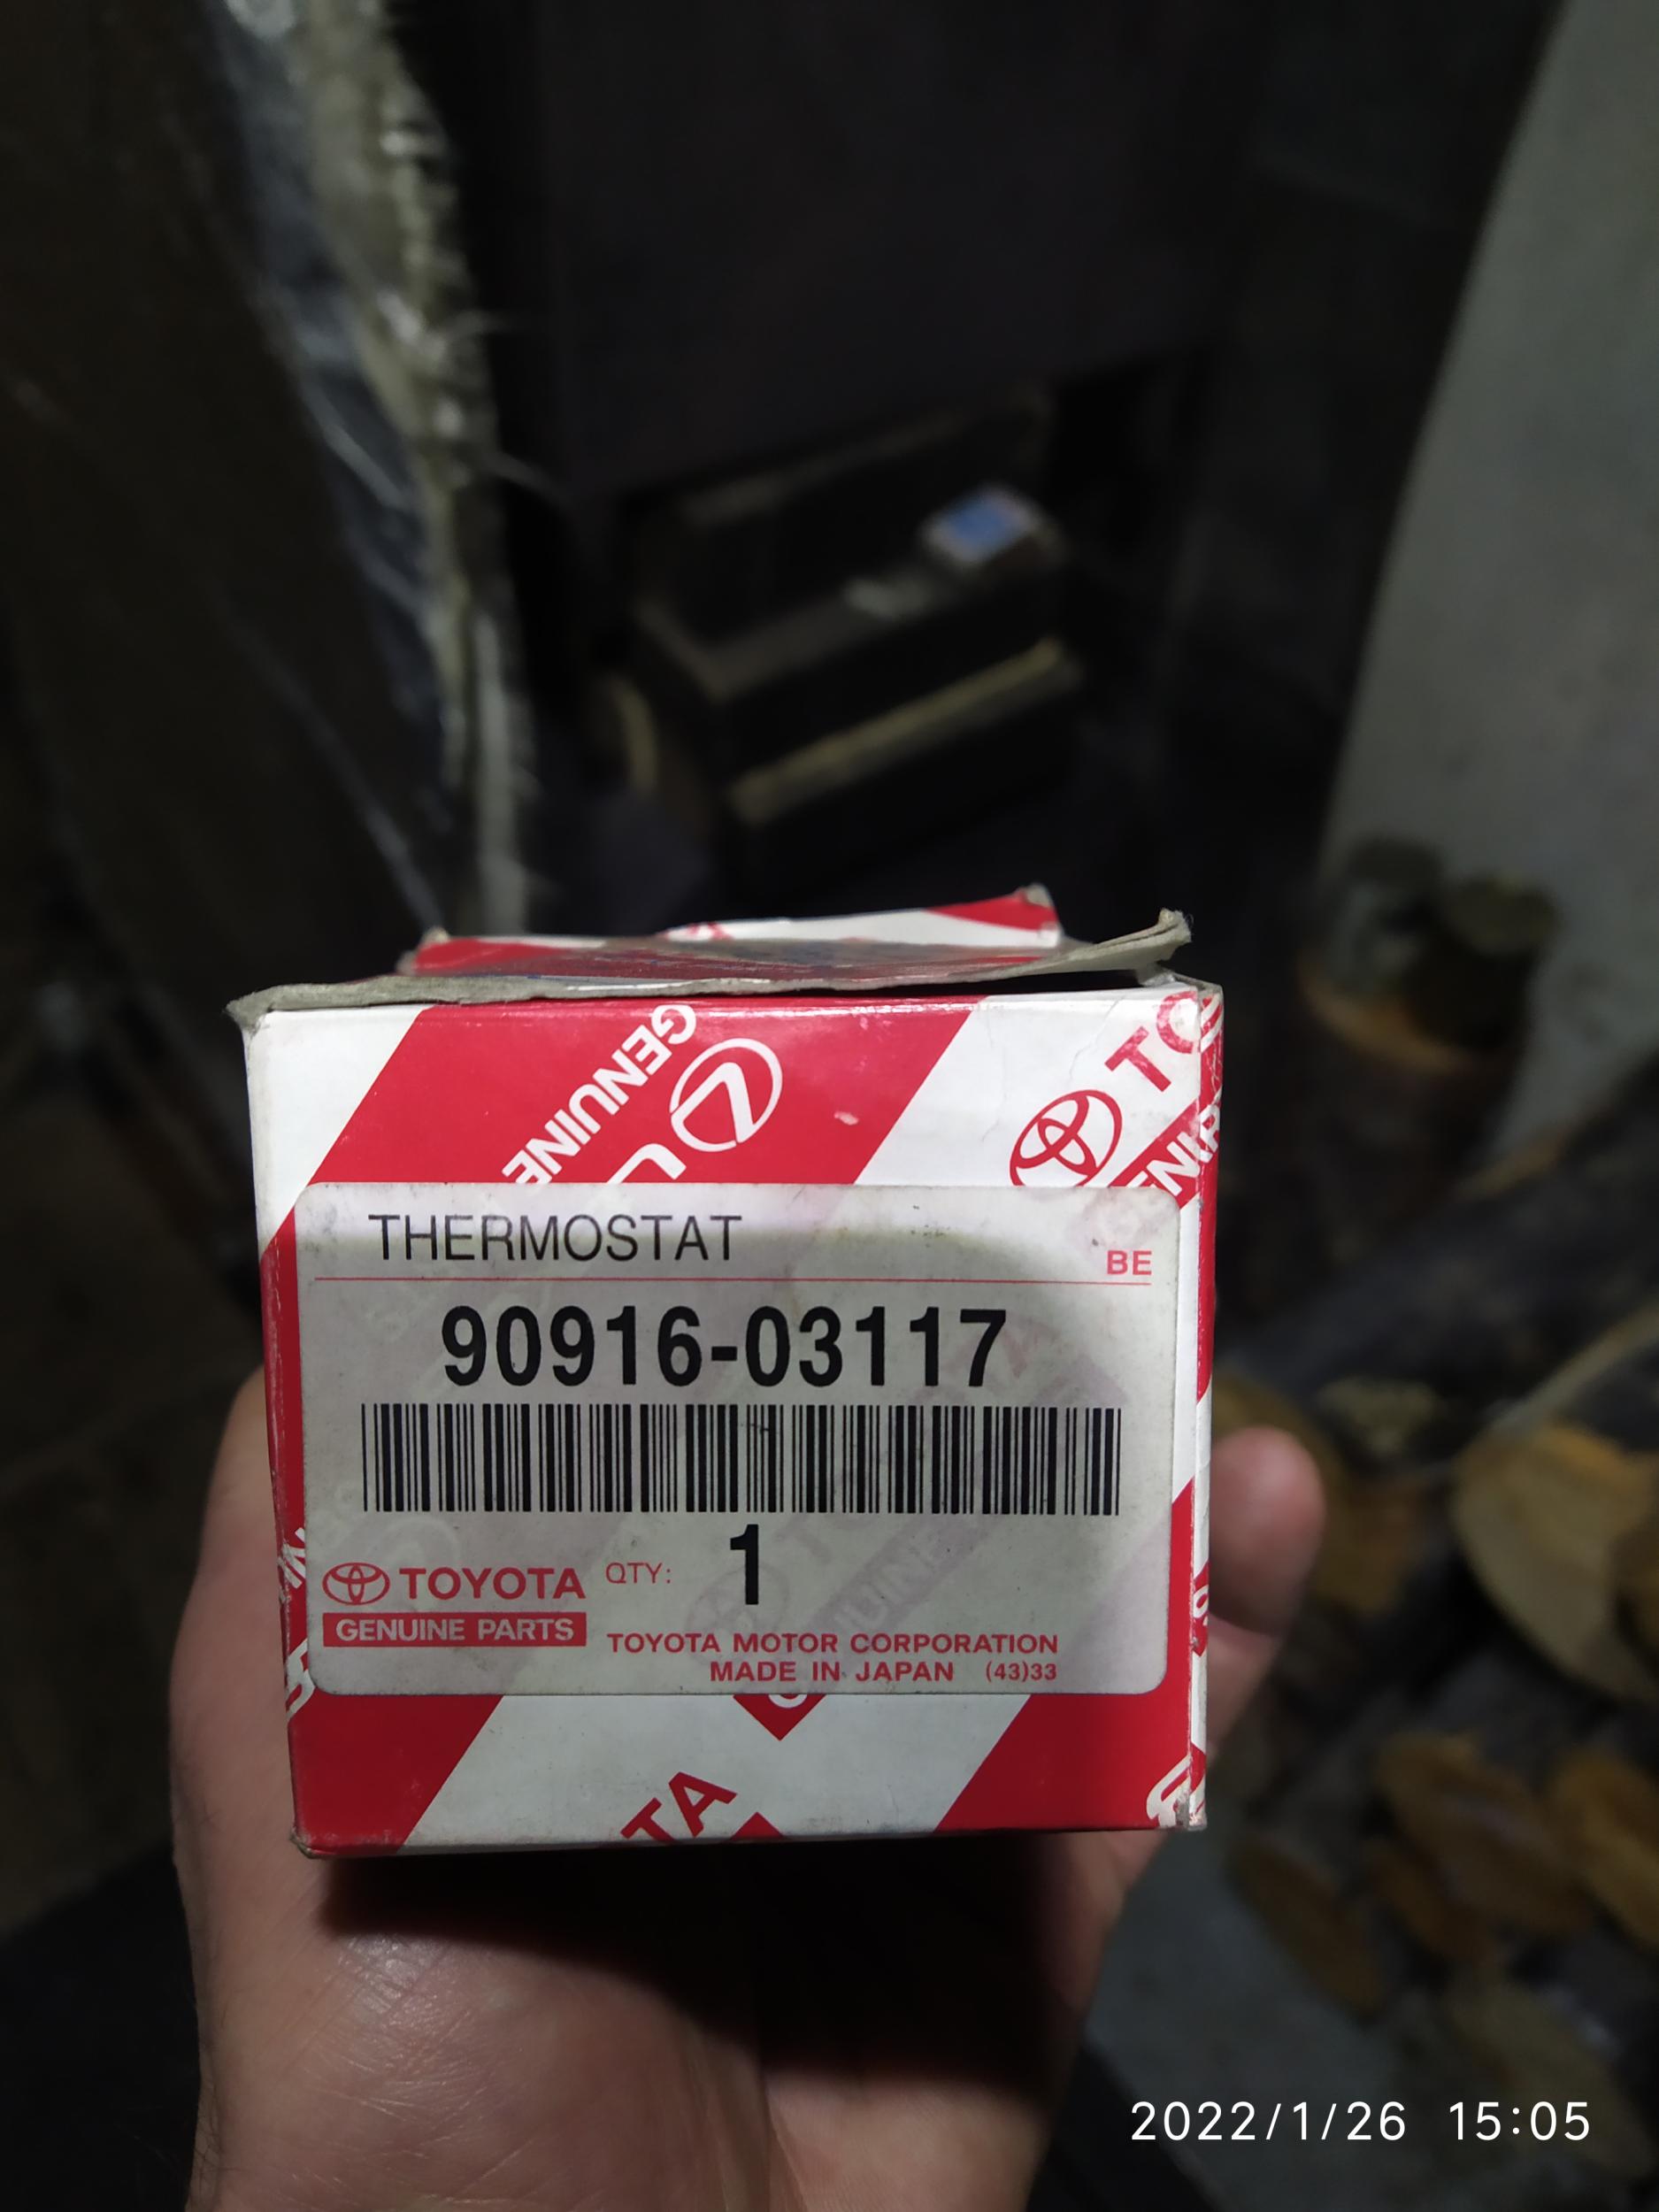 GENUINE
TO
THERMOSTAT
BE
90916-03117
1
TOYOTA QTY:
GENUINE PARTS
TOYOTA MOTOR CORPORATION
MADE IN JAPAN (43)33
TA
2022/1/26 15:05